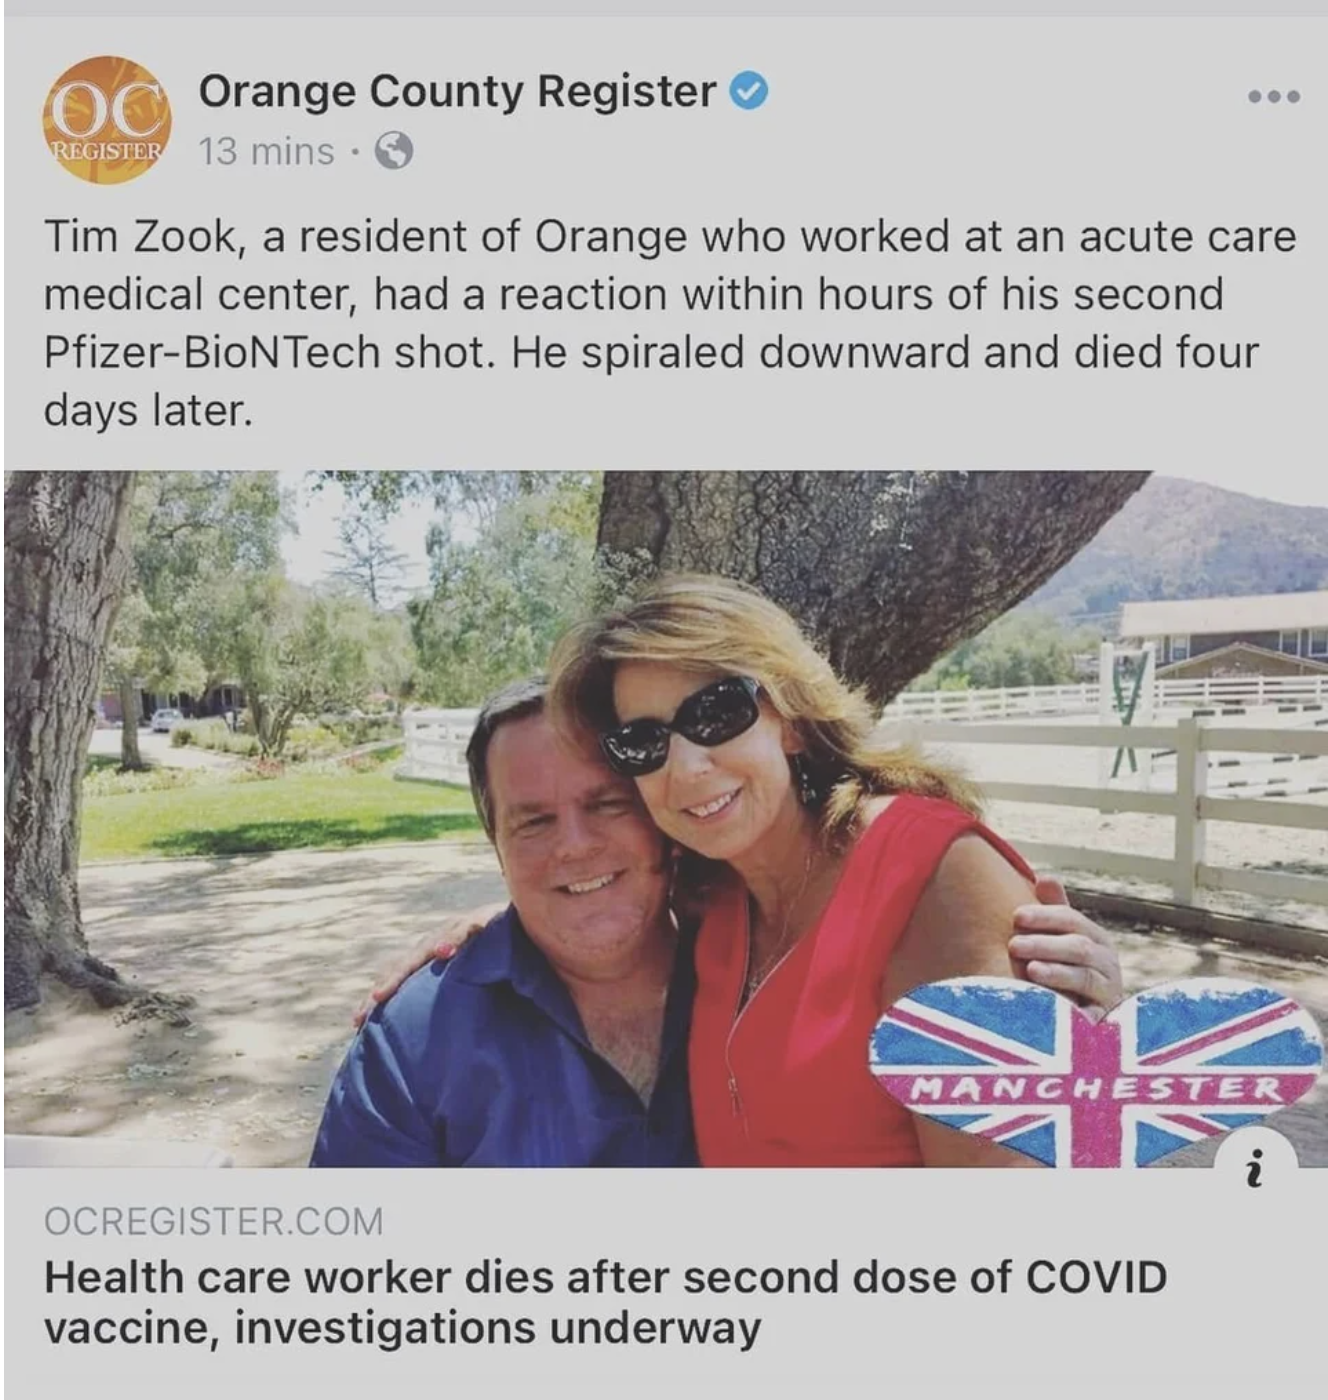 OC
REGISTER
Orange County Register
13 mins ·
Tim Zook, a resident of Orange who worked at an acute care
medical center, had a reaction within hours of his second
Pfizer-BioNTech shot. He spiraled downward and died four
days later.
MANCHESTER
i
OCREGISTER.COM
Health care worker dies after second dose of COVID
vaccine, investigations underway